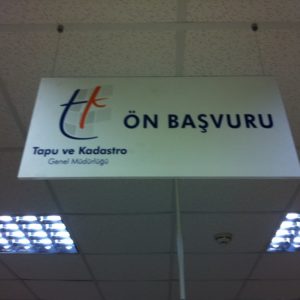 ÖN BAŞVURU
Tapu ve Kadastro
Genel Müdürlüğü